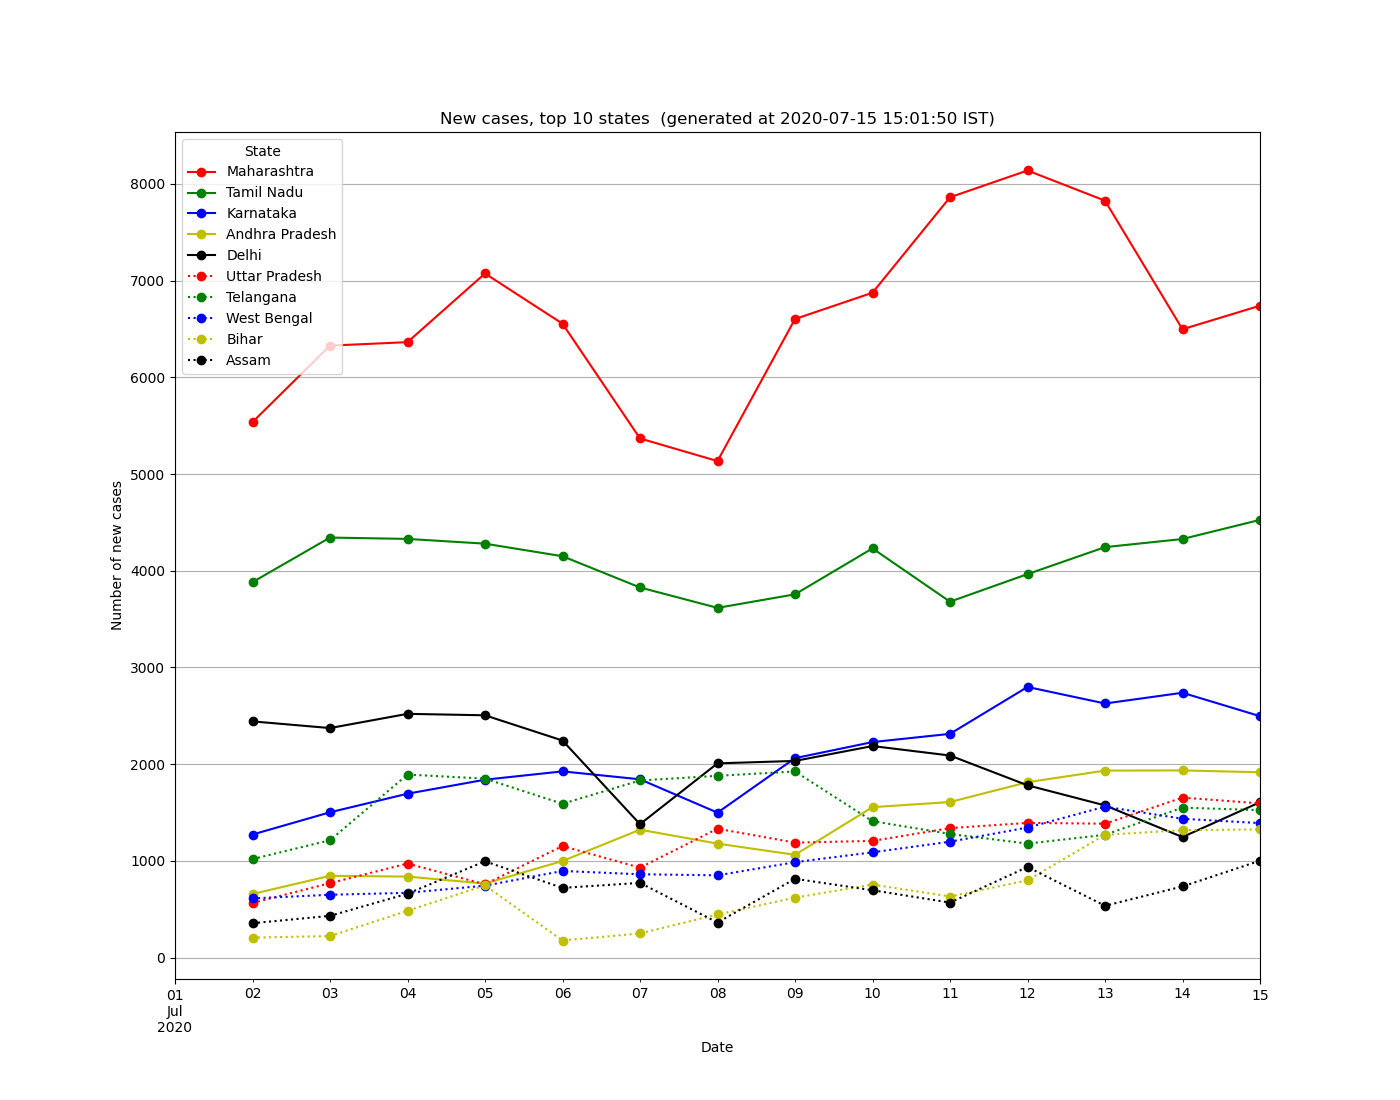 New cases, top 10 states  (generated at 2020-07-15 15:01:50 IST)
State
Maharashtra
Tamil Nadu
Karnataka
Andhra Pradesh
Delhi
Uttar Pradesh
Telangana
West Bengal
Bihar
Assam
Number of new cases
8000
7000
6000
5000
4000
3000
2000
1000
0
01 02 03 04 05 06 07 08 09 10 11 12 13 14 15
Jul
2020
Date